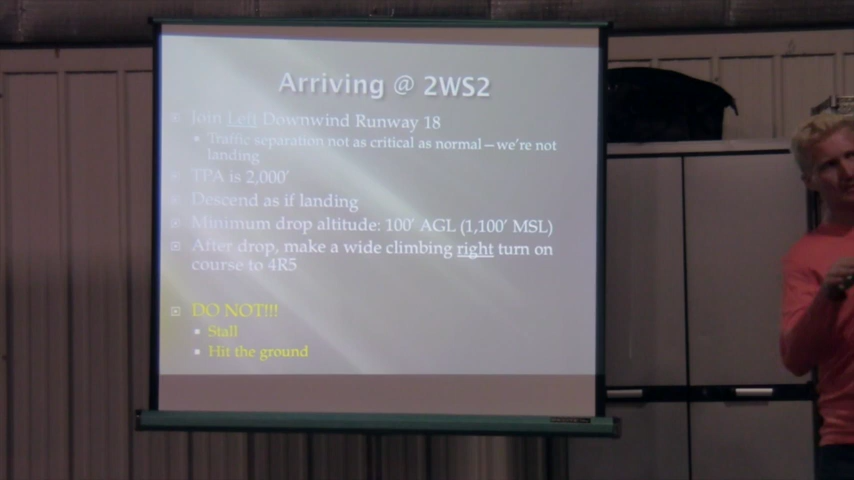 Arriving @ 2WS2
Join Left Downwind Runway 18
Traffic separation not as critical as normal – we're not
landing
TPA is 2,000'
Descend as if landing
Minimum drop altitude: 100' AGL (1,100' MSL)
After drop, make a wide climbing right turn on
course to 4R5
DO NOT!!!
Stall
Hit the ground